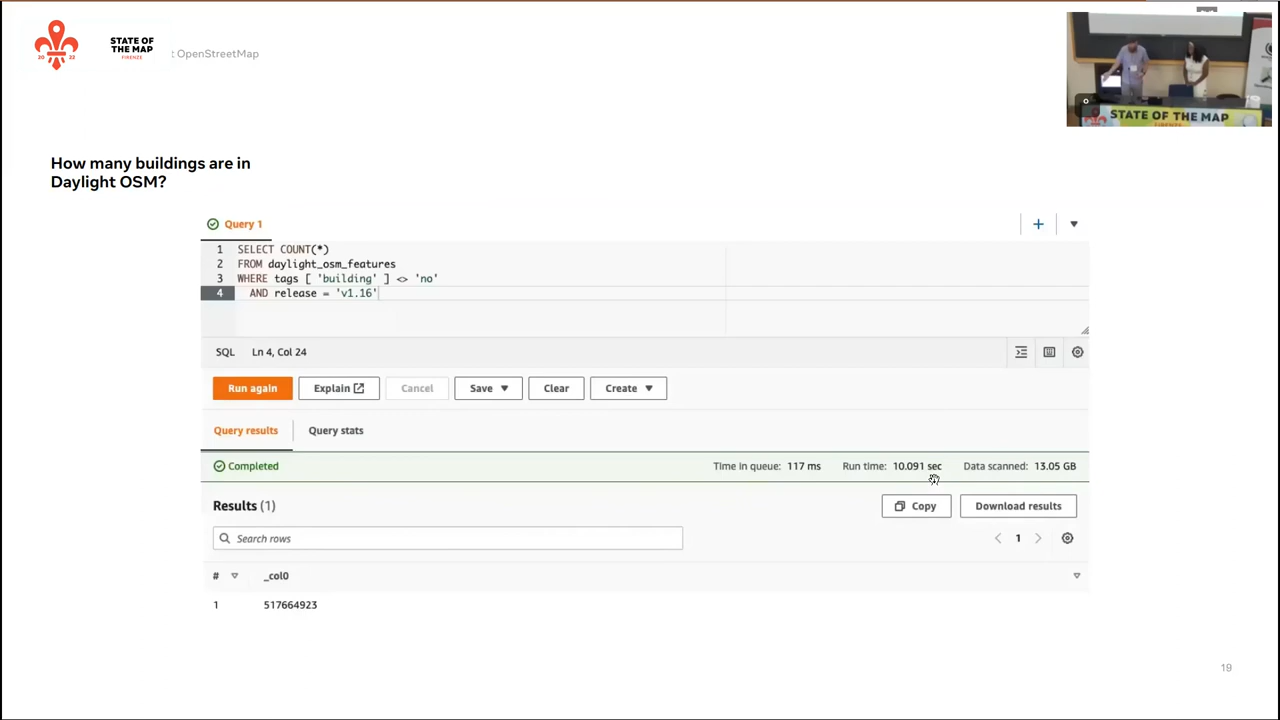 20 22
STATE OF
THE MAP
FIRENZE
t OpenStreetMap
STATE OF THE MAP
FIRENZE
How many buildings are in
Daylight OSM?
Query 1
1 SELECT COUNT(*)
2 FROM daylight_osm_features
3 WHERE tags [ 'building' ] <> 'no'
4 AND release = 'v1.16'
SQL Ln 4, Col 24
Run again Explain Cancel Save Clear Create
Query results Query stats
Completed Time in queue: 117 ms Run time: 10.091 sec Data scanned: 13.05 GB
Results (1) Copy Download results
Search rows 1
# _col0
1 517664923
19